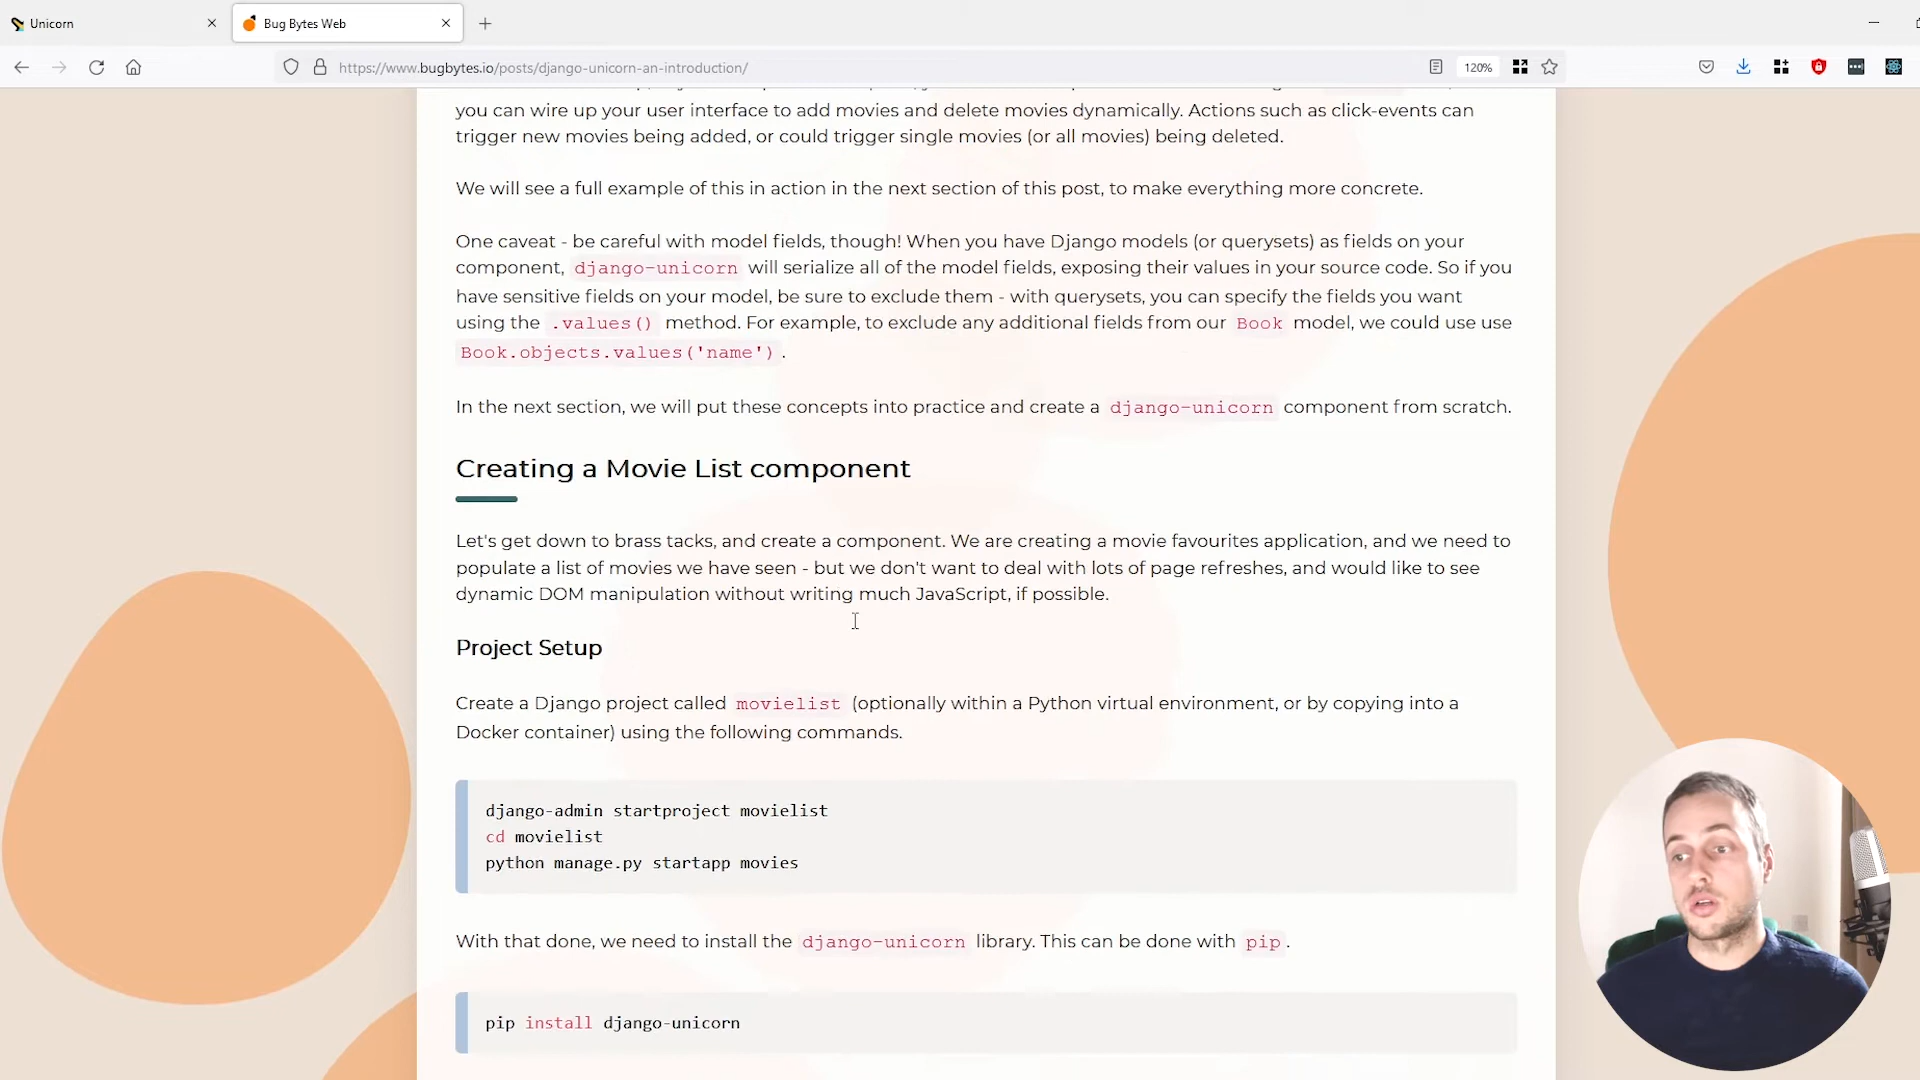 Unicorn
Bug Bytes Web
https://www.bugbytes.io/posts/django-unicorn-an-introduction/
120%
you can wire up your user interface to add movies and delete movies dynamically. Actions such as click-events can
trigger new movies being added, or could trigger single movies (or all movies) being deleted.
We will see a full example of this in action in the next section of this post, to make everything more concrete.
One caveat - be careful with model fields, though! When you have Django models (or querysets) as fields on your
component, django-unicorn will serialize all of the model fields, exposing their values in your source code. So if you
have sensitive fields on your model, be sure to exclude them - with querysets, you can specify the fields you want
using the .values() method. For example, to exclude any additional fields from our Book model, we could use use
Book.objects.values('name').
In the next section, we will put these concepts into practice and create a django-unicorn component from scratch.
Creating a Movie List component
Let's get down to brass tacks, and create a component. We are creating a movie favourites application, and we need to
populate a list of movies we have seen - but we don't want to deal with lots of page refreshes, and would like to see
dynamic DOM manipulation without writing much JavaScript, if possible.
Project Setup
Create a Django project called movielist (optionally within a Python virtual environment, or by copying into a
Docker container) using the following commands.
django-admin startproject movielist
cd movielist
python manage.py startapp movies
With that done, we need to install the django-unicorn library. This can be done with pip.
pip install django-unicorn